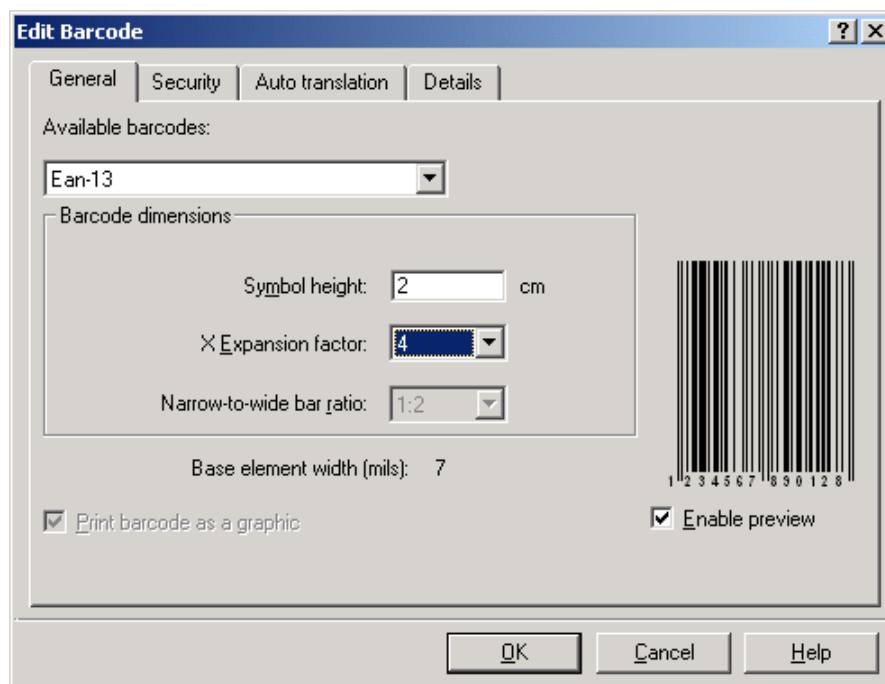 Edit Barcode
General Security Auto translation Details
Available barcodes:
Ean-13
Barcode dimensions
Symbol height: 2 cm
X Expansion factor: 4
Narrow-to-wide bar ratio: 1:2
Base element width (mils): 7
1 234567 890128
Print barcode as a graphic
Enable preview
OK Cancel Help